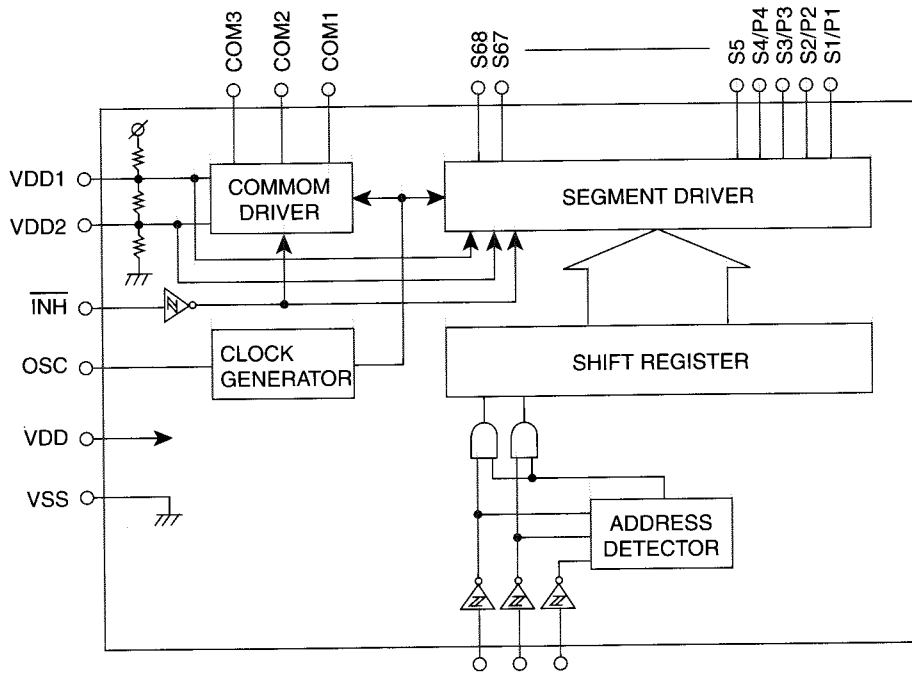 COM3
COM2
COM1
S68
S67
S5
S4/P4
S3/P3
S2/P2
S1/P1
VDD1
VDD2
INH
OSC
VDD
VSS
COMMOM
DRIVER
SEGMENT DRIVER
CLOCK
GENERATOR
SHIFT REGISTER
ADDRESS
DETECTOR